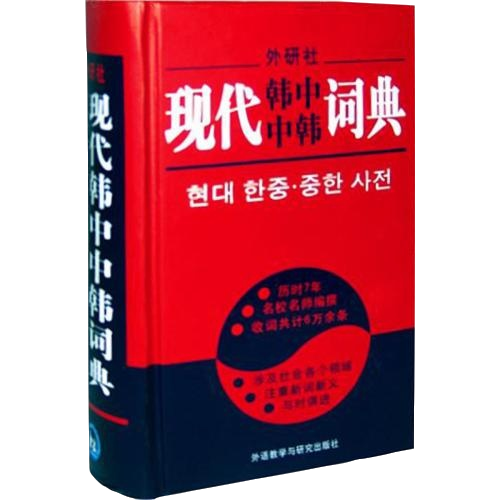 外研社
现代韩中中韩词典
外研社
现代韩中中韩词典
현대 한중·중한 사전
历时7年
名校名师编撰
收词共计6万余条
涉及社会各个领域
注重新词新义
与时俱进
外语教学与研究出版社